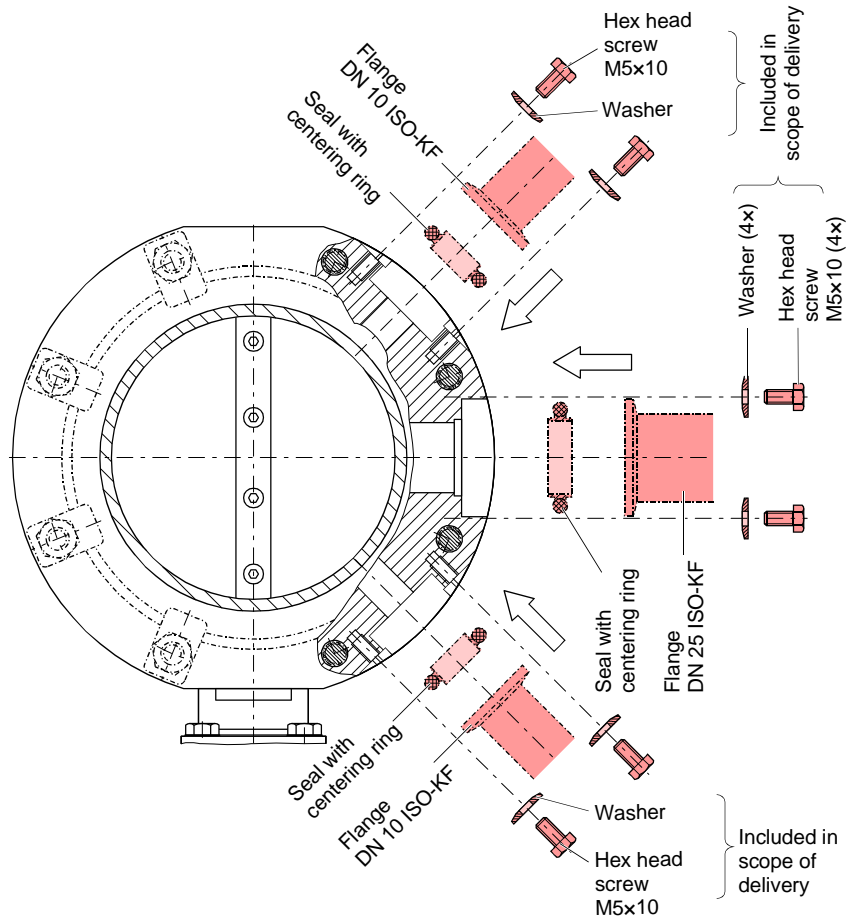 Hex head
screw
M5×10
Washer
Flange
DN 10 ISO-KF
Seal with
centering ring
Included in
scope of delivery
Washer (4×)
Hex head
screw
M5×10 (4×)
Seal with
centering ring
Flange
DN 25 ISO-KF
Seal with
centering ring
Flange
DN 10 ISO-KF
Washer
Hex head
screw
M5×10
Included in
scope of
delivery